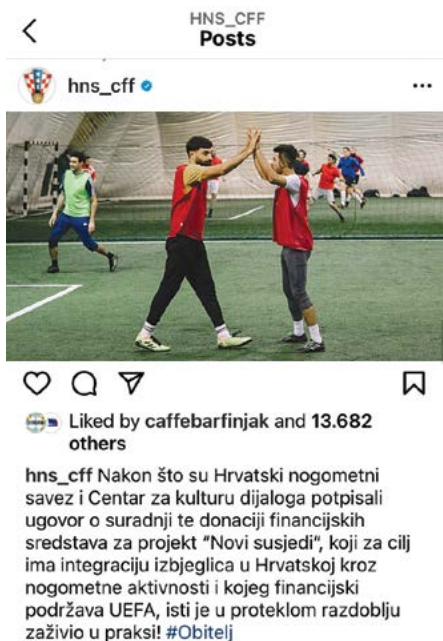 HNS_CFF
Posts
hns_cff
Liked by caffebarfinjak and 13.682
others
hns_cff Nakon što su Hrvatski nogometni
savez i Centar za kulturu dijaloga potpisali
ugovor o suradnji te donaciji financijskih
sredstava za projekt “Novi susjedi“, koji za cilj
ima integraciju izbjeglica u Hrvatskoj kroz
nogometne aktivnosti i kojeg financijski
podržava UEFA, isti je u proteklom razdoblju
zaživio u praksi! #Obitelj